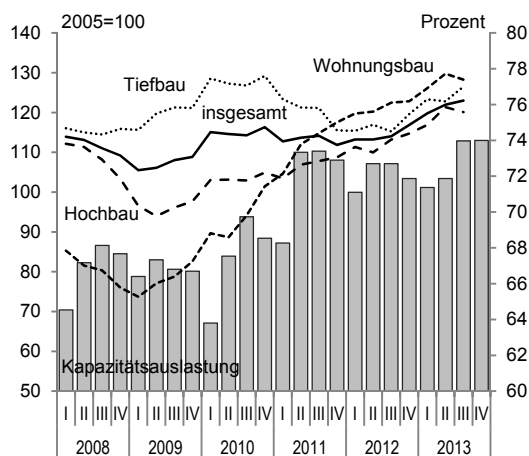 2005=100 Prozent
140 80
130 78
120 76
110 74
100 72
90 70
80 68
70 66
60 64
50 62
60
Wohnungsbau
Tiefbau
insgesamt
Hochbau
Kapazitätsauslastung
I II III IV I II III IV I II III IV I II III IV I II III IV I II III IV
2008 2009 2010 2011 2012 2013